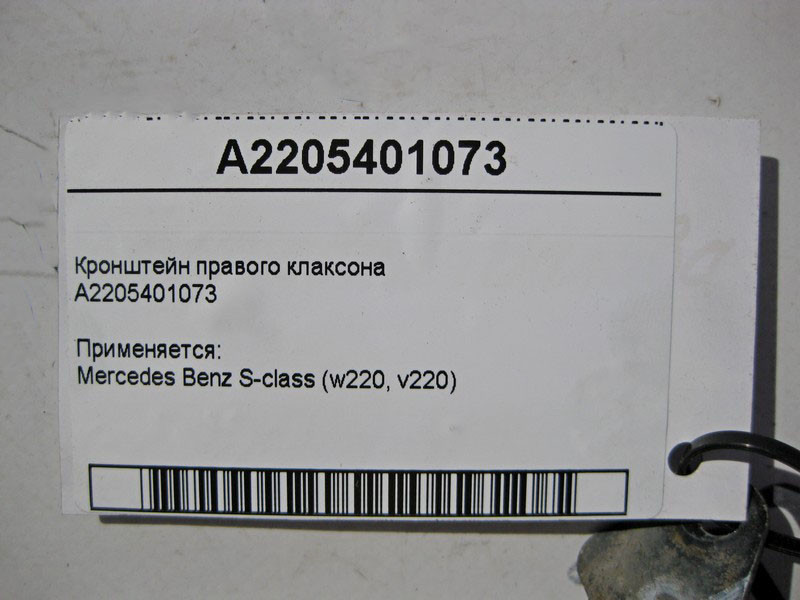 A2205401073
Кронштейн правого клаксона
A2205401073
Применяется:
Mercedes Benz S-class (w220, v220)